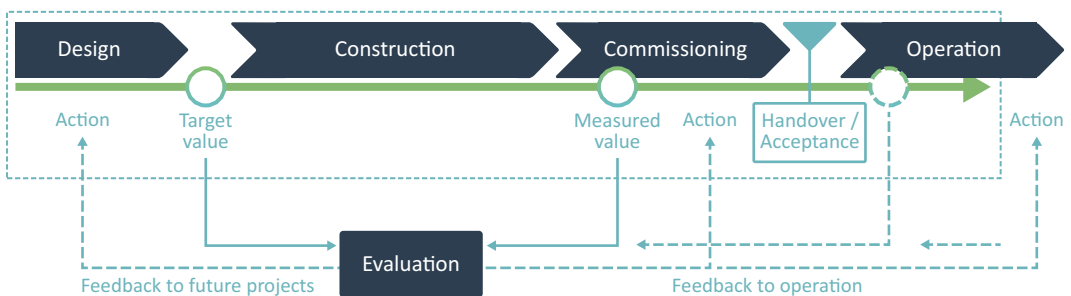 Design
Construction
Commissioning
Operation
Action
Target
value
Measured
value
Action
Handover /
Acceptance
Action
Evaluation
Feedback to future projects
Feedback to operation